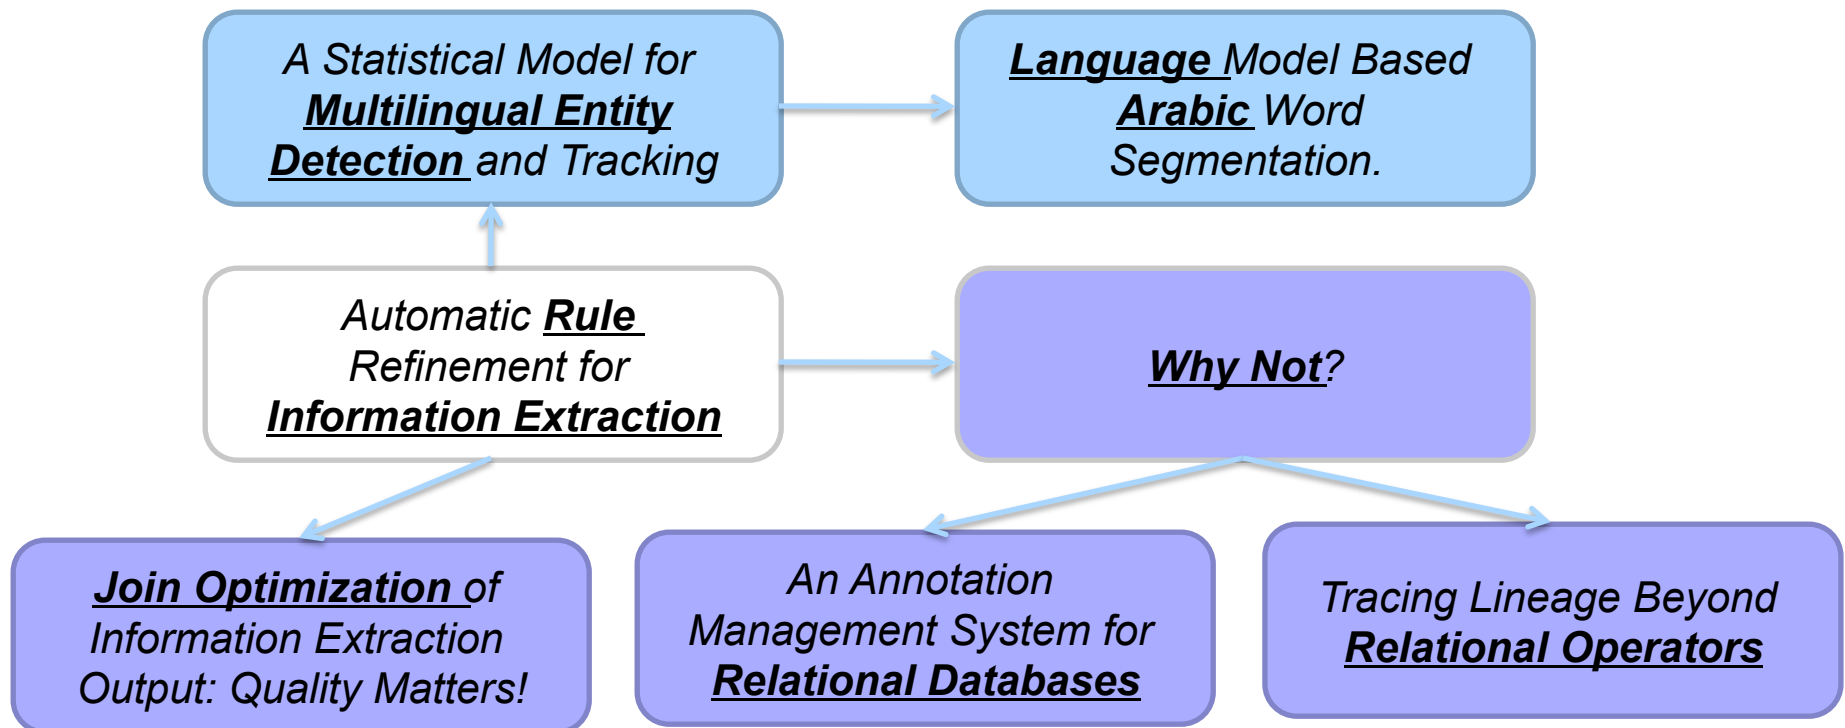 A Statistical Model for
Multilingual Entity
Detection and Tracking
Language Model Based
Arabic Word
Segmentation.
Automatic Rule
Refinement for
Information Extraction
Why Not?
Join Optimization of
Information Extraction
Output: Quality Matters!
An Annotation
Management System for
Relational Databases
Tracing Lineage Beyond
Relational Operators